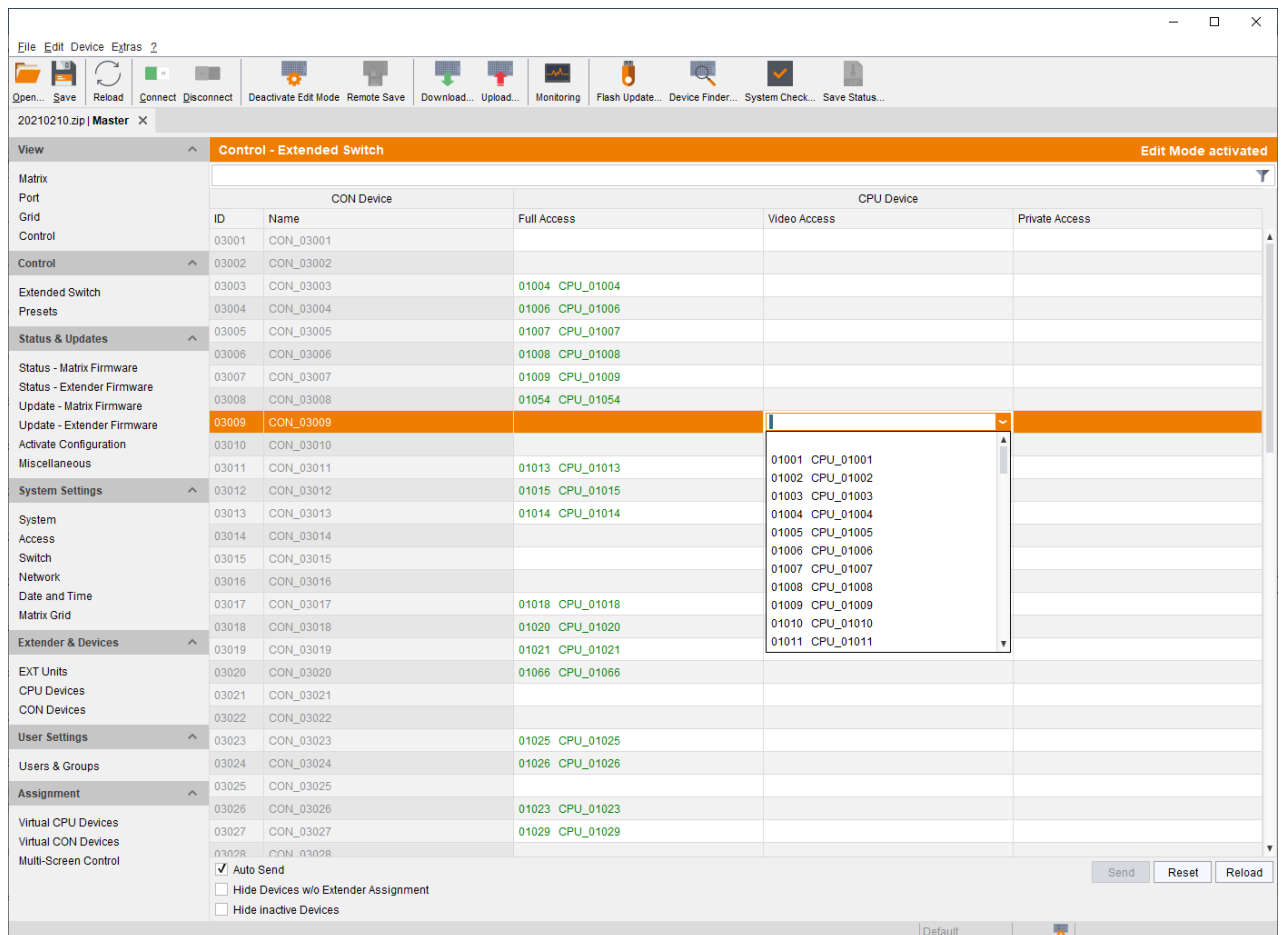 File Edit Device Extras ?
Open... Save Reload Connect Disconnect Deactivate Edit Mode Remote Save Download... Upload... Monitoring Flash Update... Device Finder... System Check... Save Status...
20210210.zip | Master
View
Matrix
Port
Grid
Control
Control
Extended Switch
Presets
Status & Updates
Status - Matrix Firmware
Status - Extender Firmware
Update - Matrix Firmware
Update - Extender Firmware
Activate Configuration
Miscellaneous
System Settings
System
Access
Switch
Network
Date and Time
Matrix Grid
Extender & Devices
EXT Units
CPU Devices
CON Devices
User Settings
Users & Groups
Assignment
Virtual CPU Devices
Virtual CON Devices
Multi-Screen Control
Control - Extended Switch Edit Mode activated
CON Device CPU Device
ID Name Full Access Video Access Private Access
03001 CON_03001
03002 CON_03002
03003 CON_03003 01004 CPU_01004
03004 CON_03004 01006 CPU_01006
03005 CON_03005 01007 CPU_01007
03006 CON_03006 01008 CPU_01008
03007 CON_03007 01009 CPU_01009
03008 CON_03008 01054 CPU_01054
03009 CON_03009
03010 CON_03010
03011 CON_03011 01013 CPU_01013
03012 CON_03012 01015 CPU_01015
03013 CON_03013 01014 CPU_01014
03014 CON_03014
03015 CON_03015
03016 CON_03016
03017 CON_03017 01018 CPU_01018
03018 CON_03018 01020 CPU_01020
03019 CON_03019 01021 CPU_01021
03020 CON_03020 01066 CPU_01066
03021 CON_03021
03022 CON_03022
03023 CON_03023 01025 CPU_01025
03024 CON_03024 01026 CPU_01026
03025 CON_03025
03026 CON_03026 01023 CPU_01023
03027 CON_03027 01029 CPU_01029
03028 CON_03028
01001 CPU_01001
01002 CPU_01002
01003 CPU_01003
01004 CPU_01004
01005 CPU_01005
01006 CPU_01006
01007 CPU_01007
01008 CPU_01008
01009 CPU_01009
01010 CPU_01010
01011 CPU_01011
Auto Send
Hide Devices w/o Extender Assignment
Hide inactive Devices
Send Reset Reload
Default